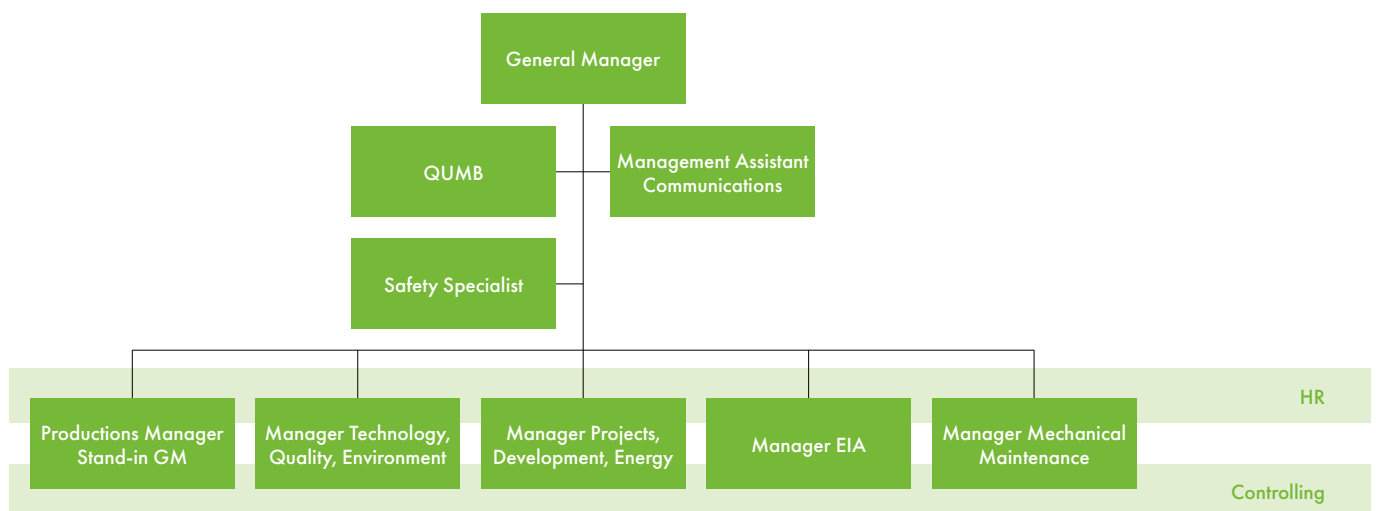 General Manager
QUMB
Management Assistant
Communications
Safety Specialist
HR
Productions Manager
Stand-in GM
Manager Technology,
Quality, Environment
Manager Projects,
Development, Energy
Manager EIA
Manager Mechanical
Maintenance
Controlling